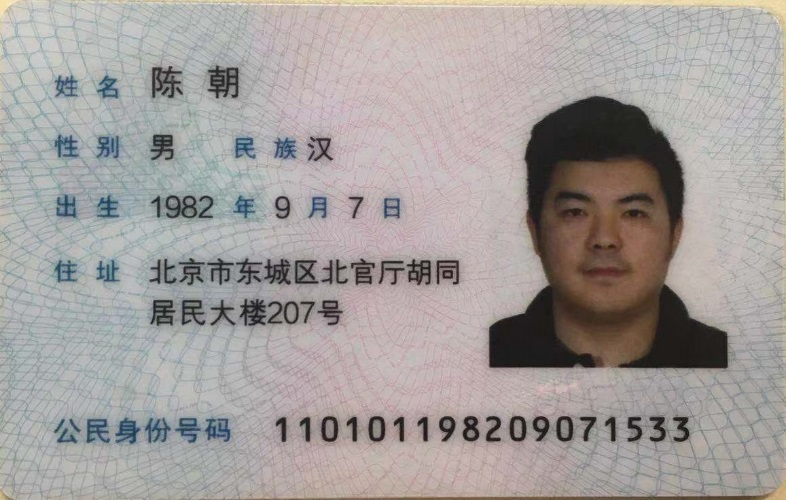 姓名 陈朝
性别 男 民族 汉
出生 1982 年 9 月 7 日
住址 北京市东城区北官厅胡同
居民大楼207号
公民身份号码 110101198209071533